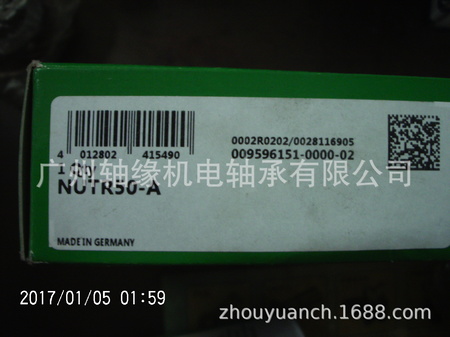 0002R0202/0028116905
009596151-0000-02
4 012802 415490
广州轴缘机电轴承有限公司
NUTR50-A
MADE IN GERMANY
2017/01/05 01:59
zhouyuanch.1688.com